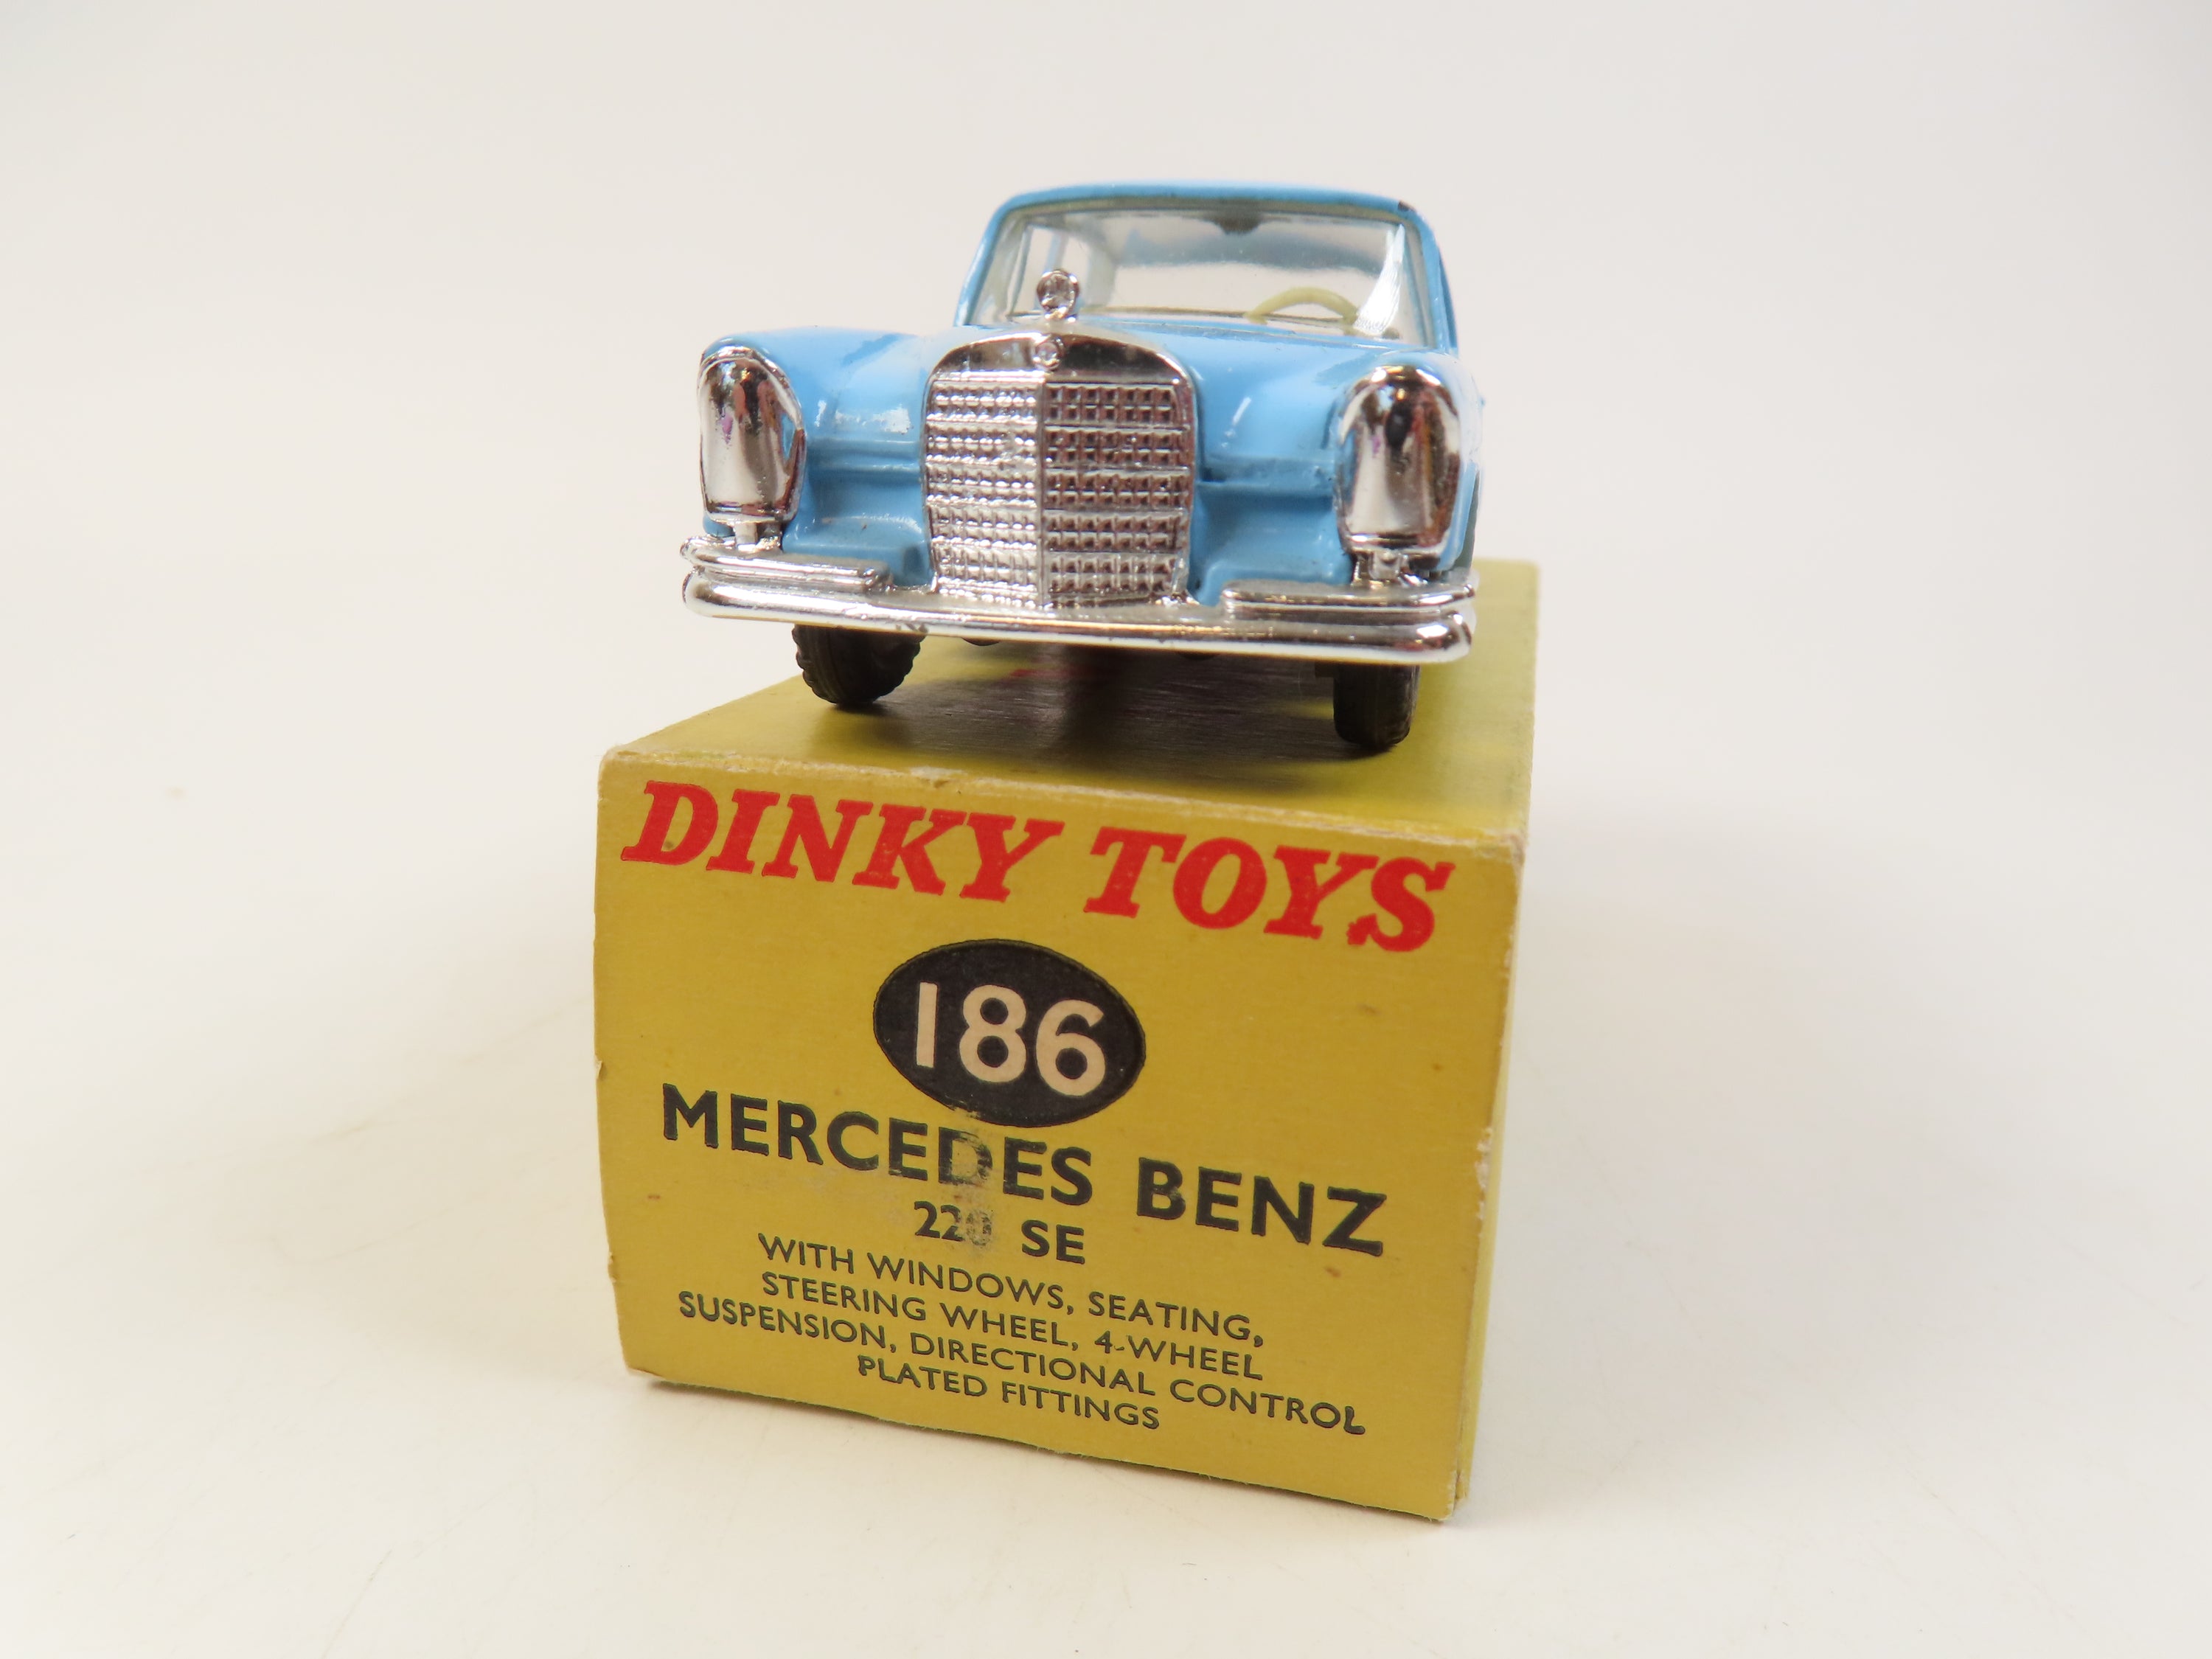 DINKY TOYS
186
MERCEDES BENZ
220 SE
WITH WINDOWS, SEATING,
STEERING WHEEL, 4-WHEEL
SUSPENSION, DIRECTIONAL CONTROL
PLATED FITTINGS